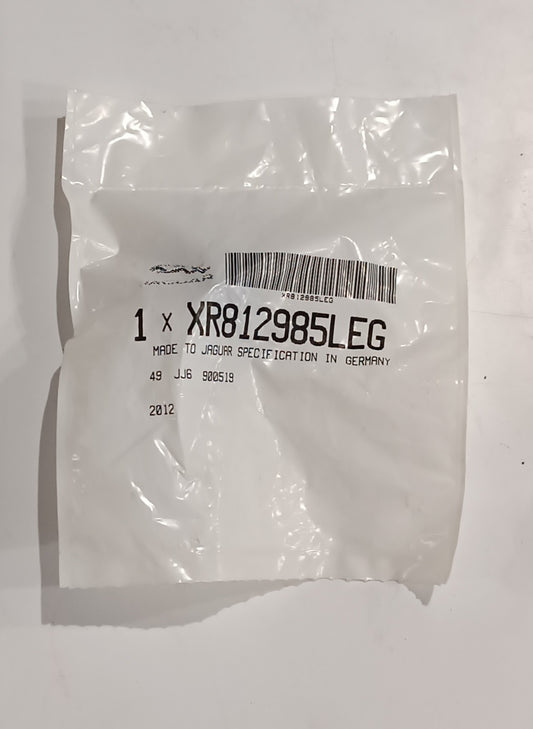 XR812985LEG
1 x XR812985LEG
MADE TO JAGUAR SPECIFICATION IN GERMANY
49 JJ6 900519
2012